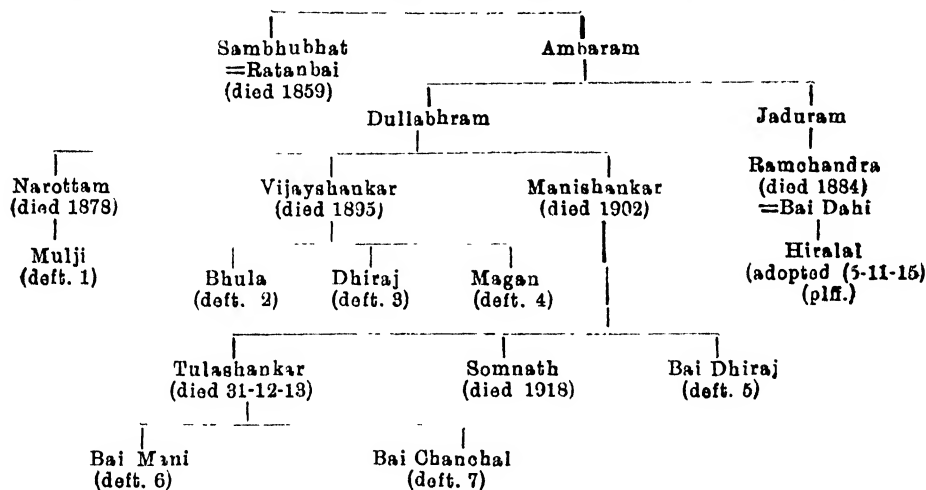 Sambhubhat
=Ratanbai
(died 1859)
Ambaram
Dullabhram
Jaduram
Narottam
(died 1878)
Vijayshankar
(died 1895)
Manishankar
(died 1902)
Ramchandra
(died 1884)
=Bai Dahi
Mulji
(deft. 1)
Bhula
(deft. 2)
Dhiraj
(deft. 3)
Magan
(deft. 4)
Hiralal
(adopted (5-11-15)
(plff.)
Tulashankar
(died 31-12-13)
Somnath
(died 1918)
Bai Dhiraj
(deft. 5)
Bai Mani
(deft. 6)
Bai Chanchal
(deft. 7)